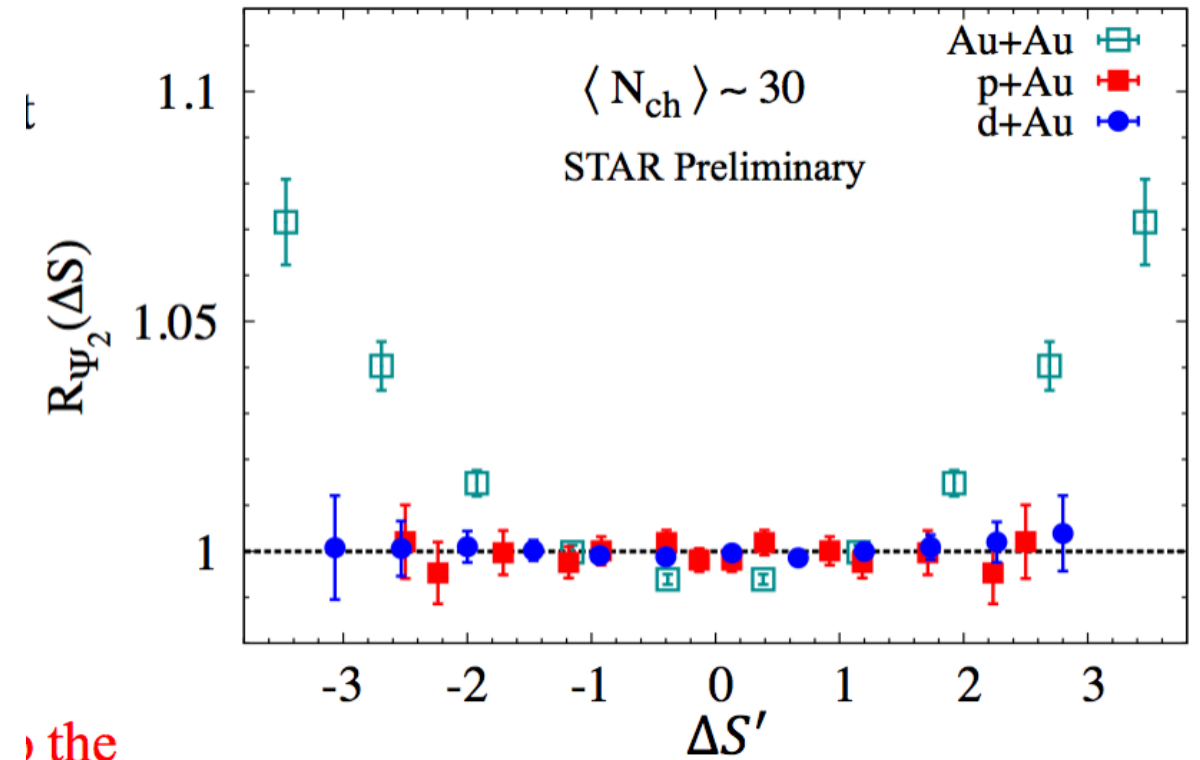 Au+Au
p+Au
d+Au
⟨ N_ch ⟩ ~ 30
STAR Preliminary
t
R_Ψ_2(ΔS)
1.1
1.05
1
-3 -2 -1 0 1 2 3
ΔS′
the